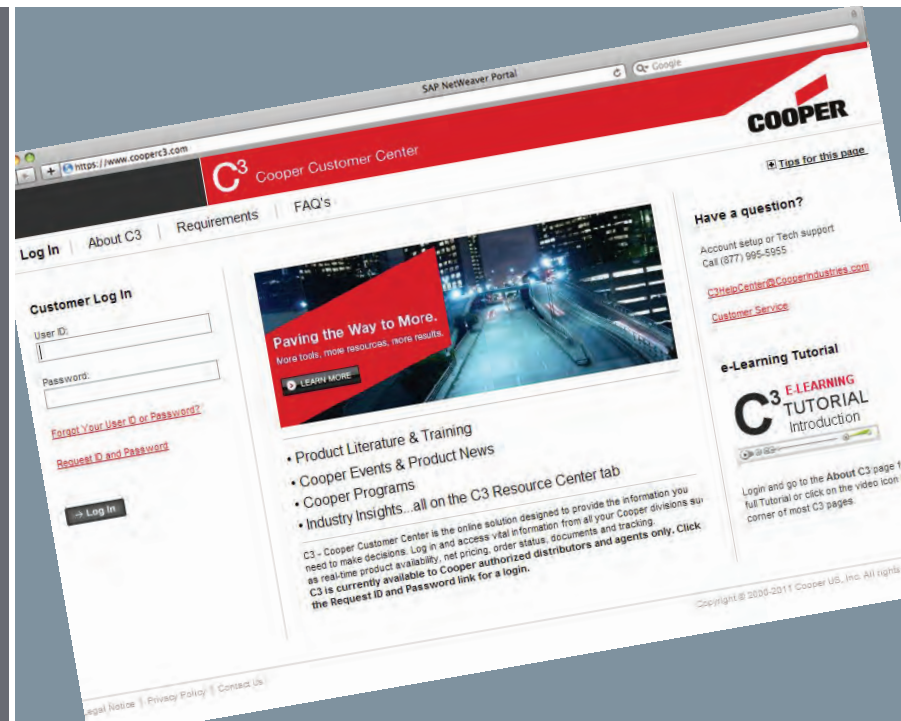 SAP NetWeaver Portal
https://www.cooperc3.com
Google
C3 Cooper Customer Center
COOPER
Log In
About C3
Requirements
FAQ's
Tips for this page
Customer Log In
User ID:
Password:
Forgot Your User ID or Password?
Request ID and Password
Log In
Paving the Way to More.
More tools, more resources, more results.
LEARN MORE
• Product Literature & Training
• Cooper Events & Product News
• Cooper Programs
• Industry Insights...all on the C3 Resource Center tab
C3 - Cooper Customer Center is the online solution designed to provide the information you
need to make decisions. Log in and access vital information from all your Cooper divisions su
as real-time product availability, net pricing, order status, documents and tracking.
C3 is currently available to Cooper authorized distributors and agents only. Click
the Request ID and Password link for a login.
Have a question?
Account setup or Tech support
Call (877) 995-5955
C3HelpCenter@CooperIndustries.com
Customer Service
e-Learning Tutorial
C3 E-LEARNING
TUTORIAL
Introduction
Login and go to the About C3 page f
full Tutorial or click on the video icon
corner of most C3 pages.
Copyright © 2000-2011 Cooper US, Inc. All rights
Legal Notice | Privacy Policy | Contact Us